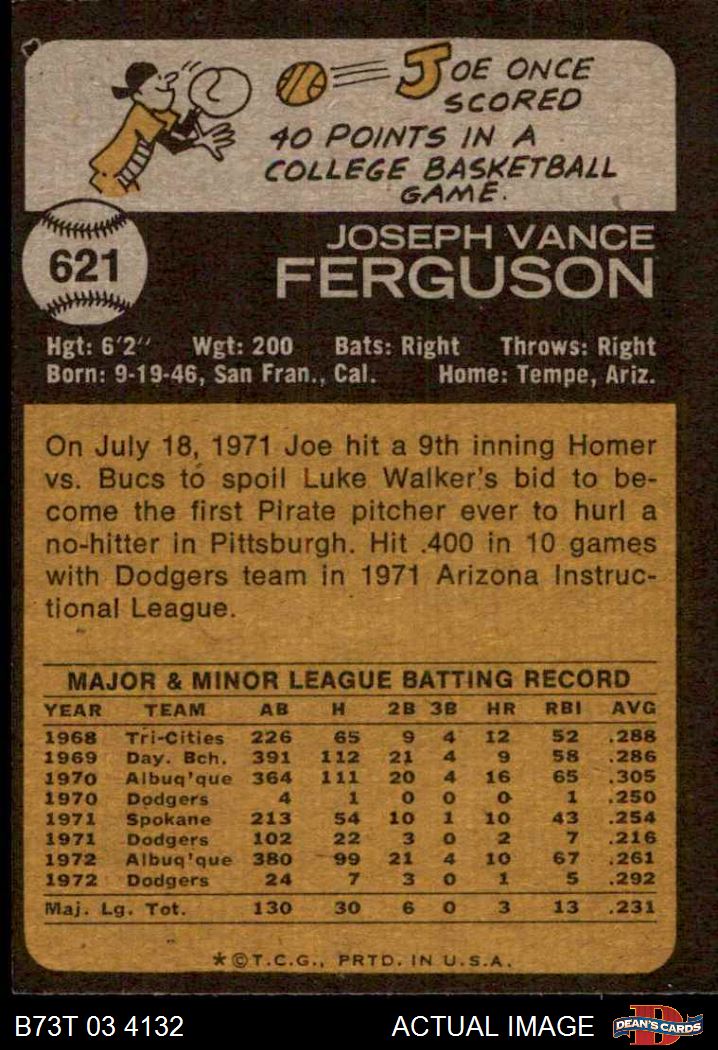 JOE ONCE
SCORED
40 POINTS IN A
COLLEGE BASKETBALL
GAME.
621
JOSEPH VANCE
FERGUSON
Hgt: 6'2" Wgt: 200 Bats: Right Throws: Right
Born: 9-19-46, San Fran., Cal. Home: Tempe, Ariz.
On July 18, 1971 Joe hit a 9th inning Homer
vs. Bucs to spoil Luke Walker's bid to be-
come the first Pirate pitcher ever to hurl a
no-hitter in Pittsburgh. Hit .400 in 10 games
with Dodgers team in 1971 Arizona Instruc-
tional League.
MAJOR & MINOR LEAGUE BATTING RECORD
YEAR TEAM AB H 2B 3B HR RBI AVG
1968 Tri-Cities 226 65 9 4 12 52 .288
1969 Day. Bch. 391 112 21 4 9 58 .286
1970 Albuq'que 364 111 20 4 16 65 .305
1970 Dodgers 4 1 0 0 0 1 .250
1971 Spokane 213 54 10 1 10 43 .254
1971 Dodgers 102 22 3 0 2 7 .216
1972 Albuq'que 380 99 21 4 10 67 .261
1972 Dodgers 24 7 3 0 1 5 .292
Maj. Lg. Tot. 130 30 6 0 3 13 .231
*©T.C.G., PRTD. IN U.S.A.
B73T 03 4132 ACTUAL IMAGE D DEAN'S CARDS